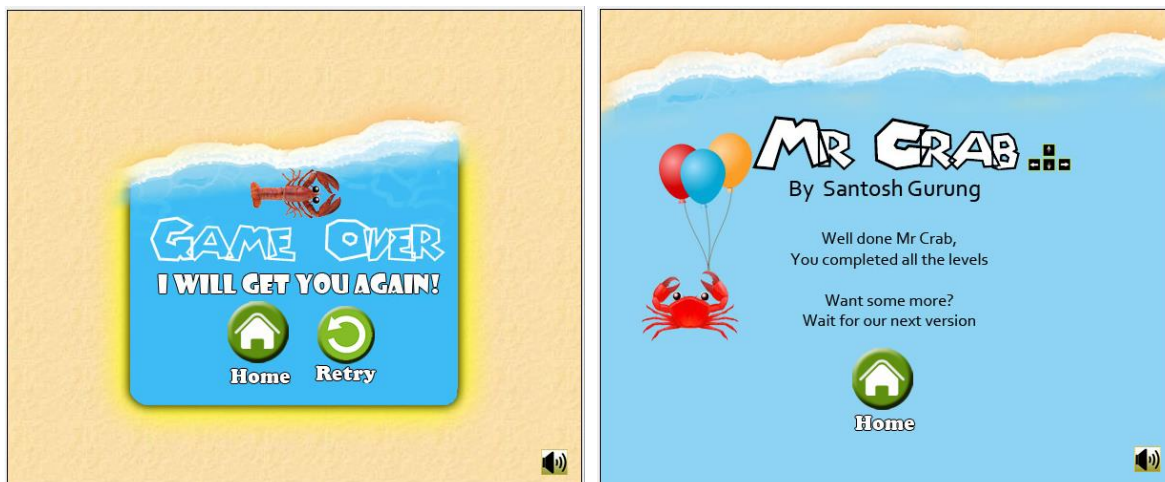 GAME OVER
I WILL GET YOU AGAIN!
Home Retry
MR CRAB
By Santosh Gurung
Well done Mr Crab,
You completed all the levels
Want some more?
Wait for our next version
Home